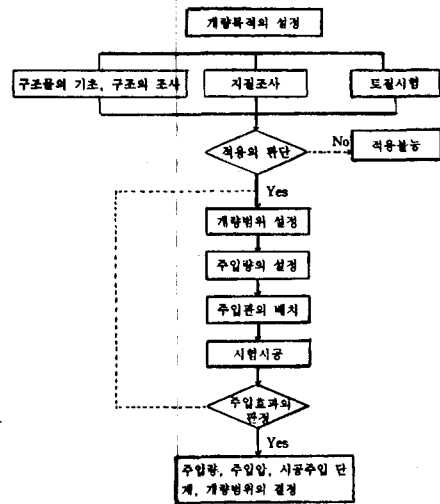 개량목적의 설정
구조물의 기초, 구조의 조사
지질조사
토질시험
적용의 판단
No
적용불능
Yes
개량범위 설정
주입량의 설정
주입관의 배치
시험시공
주입효과의
판정
Yes
주입량, 주입압, 시공주입 단
계, 개량범위의 결정